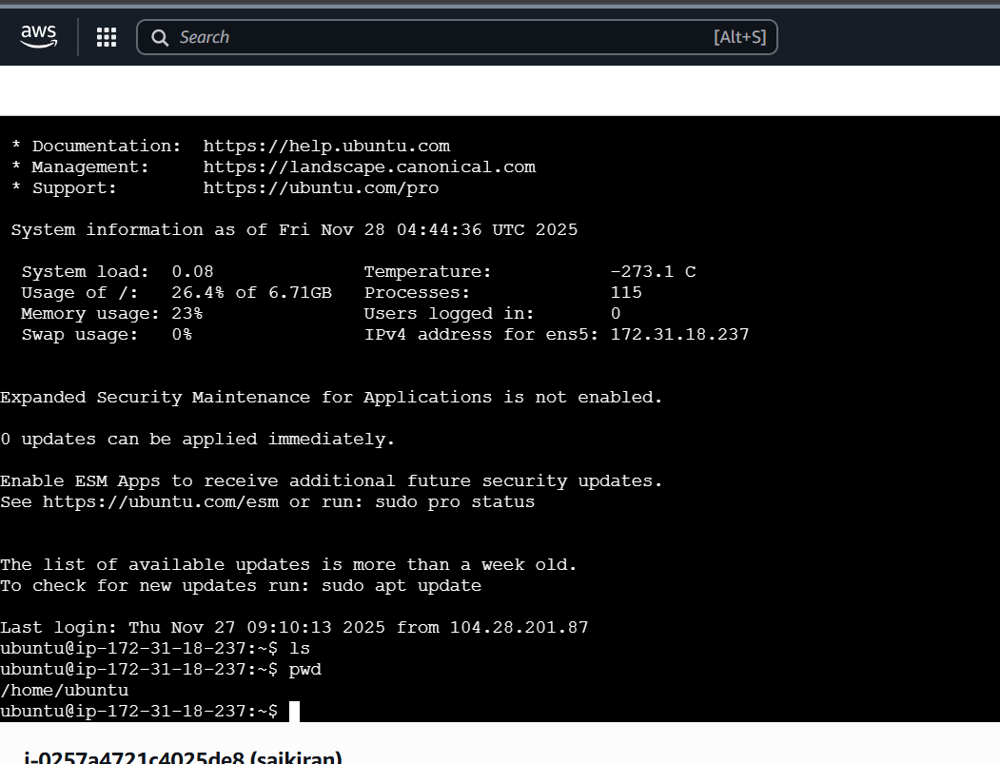 aws
Search [Alt+S]
* Documentation: https://help.ubuntu.com
* Management: https://landscape.canonical.com
* Support: https://ubuntu.com/pro
System information as of Fri Nov 28 04:44:36 UTC 2025
System load: 0.08 Temperature: -273.1 C
Usage of /: 26.4% of 6.71GB Processes: 115
Memory usage: 23% Users logged in: 0
Swap usage: 0% IPv4 address for ens5: 172.31.18.237
Expanded Security Maintenance for Applications is not enabled.
0 updates can be applied immediately.
Enable ESM Apps to receive additional future security updates.
See https://ubuntu.com/esm or run: sudo pro status
The list of available updates is more than a week old.
To check for new updates run: sudo apt update
Last login: Thu Nov 27 09:10:13 2025 from 104.28.201.87
ubuntu@ip-172-31-18-237:~$ ls
ubuntu@ip-172-31-18-237:~$ pwd
/home/ubuntu
ubuntu@ip-172-31-18-237:~$
i-0257a4721c4025de8 (saikiran)